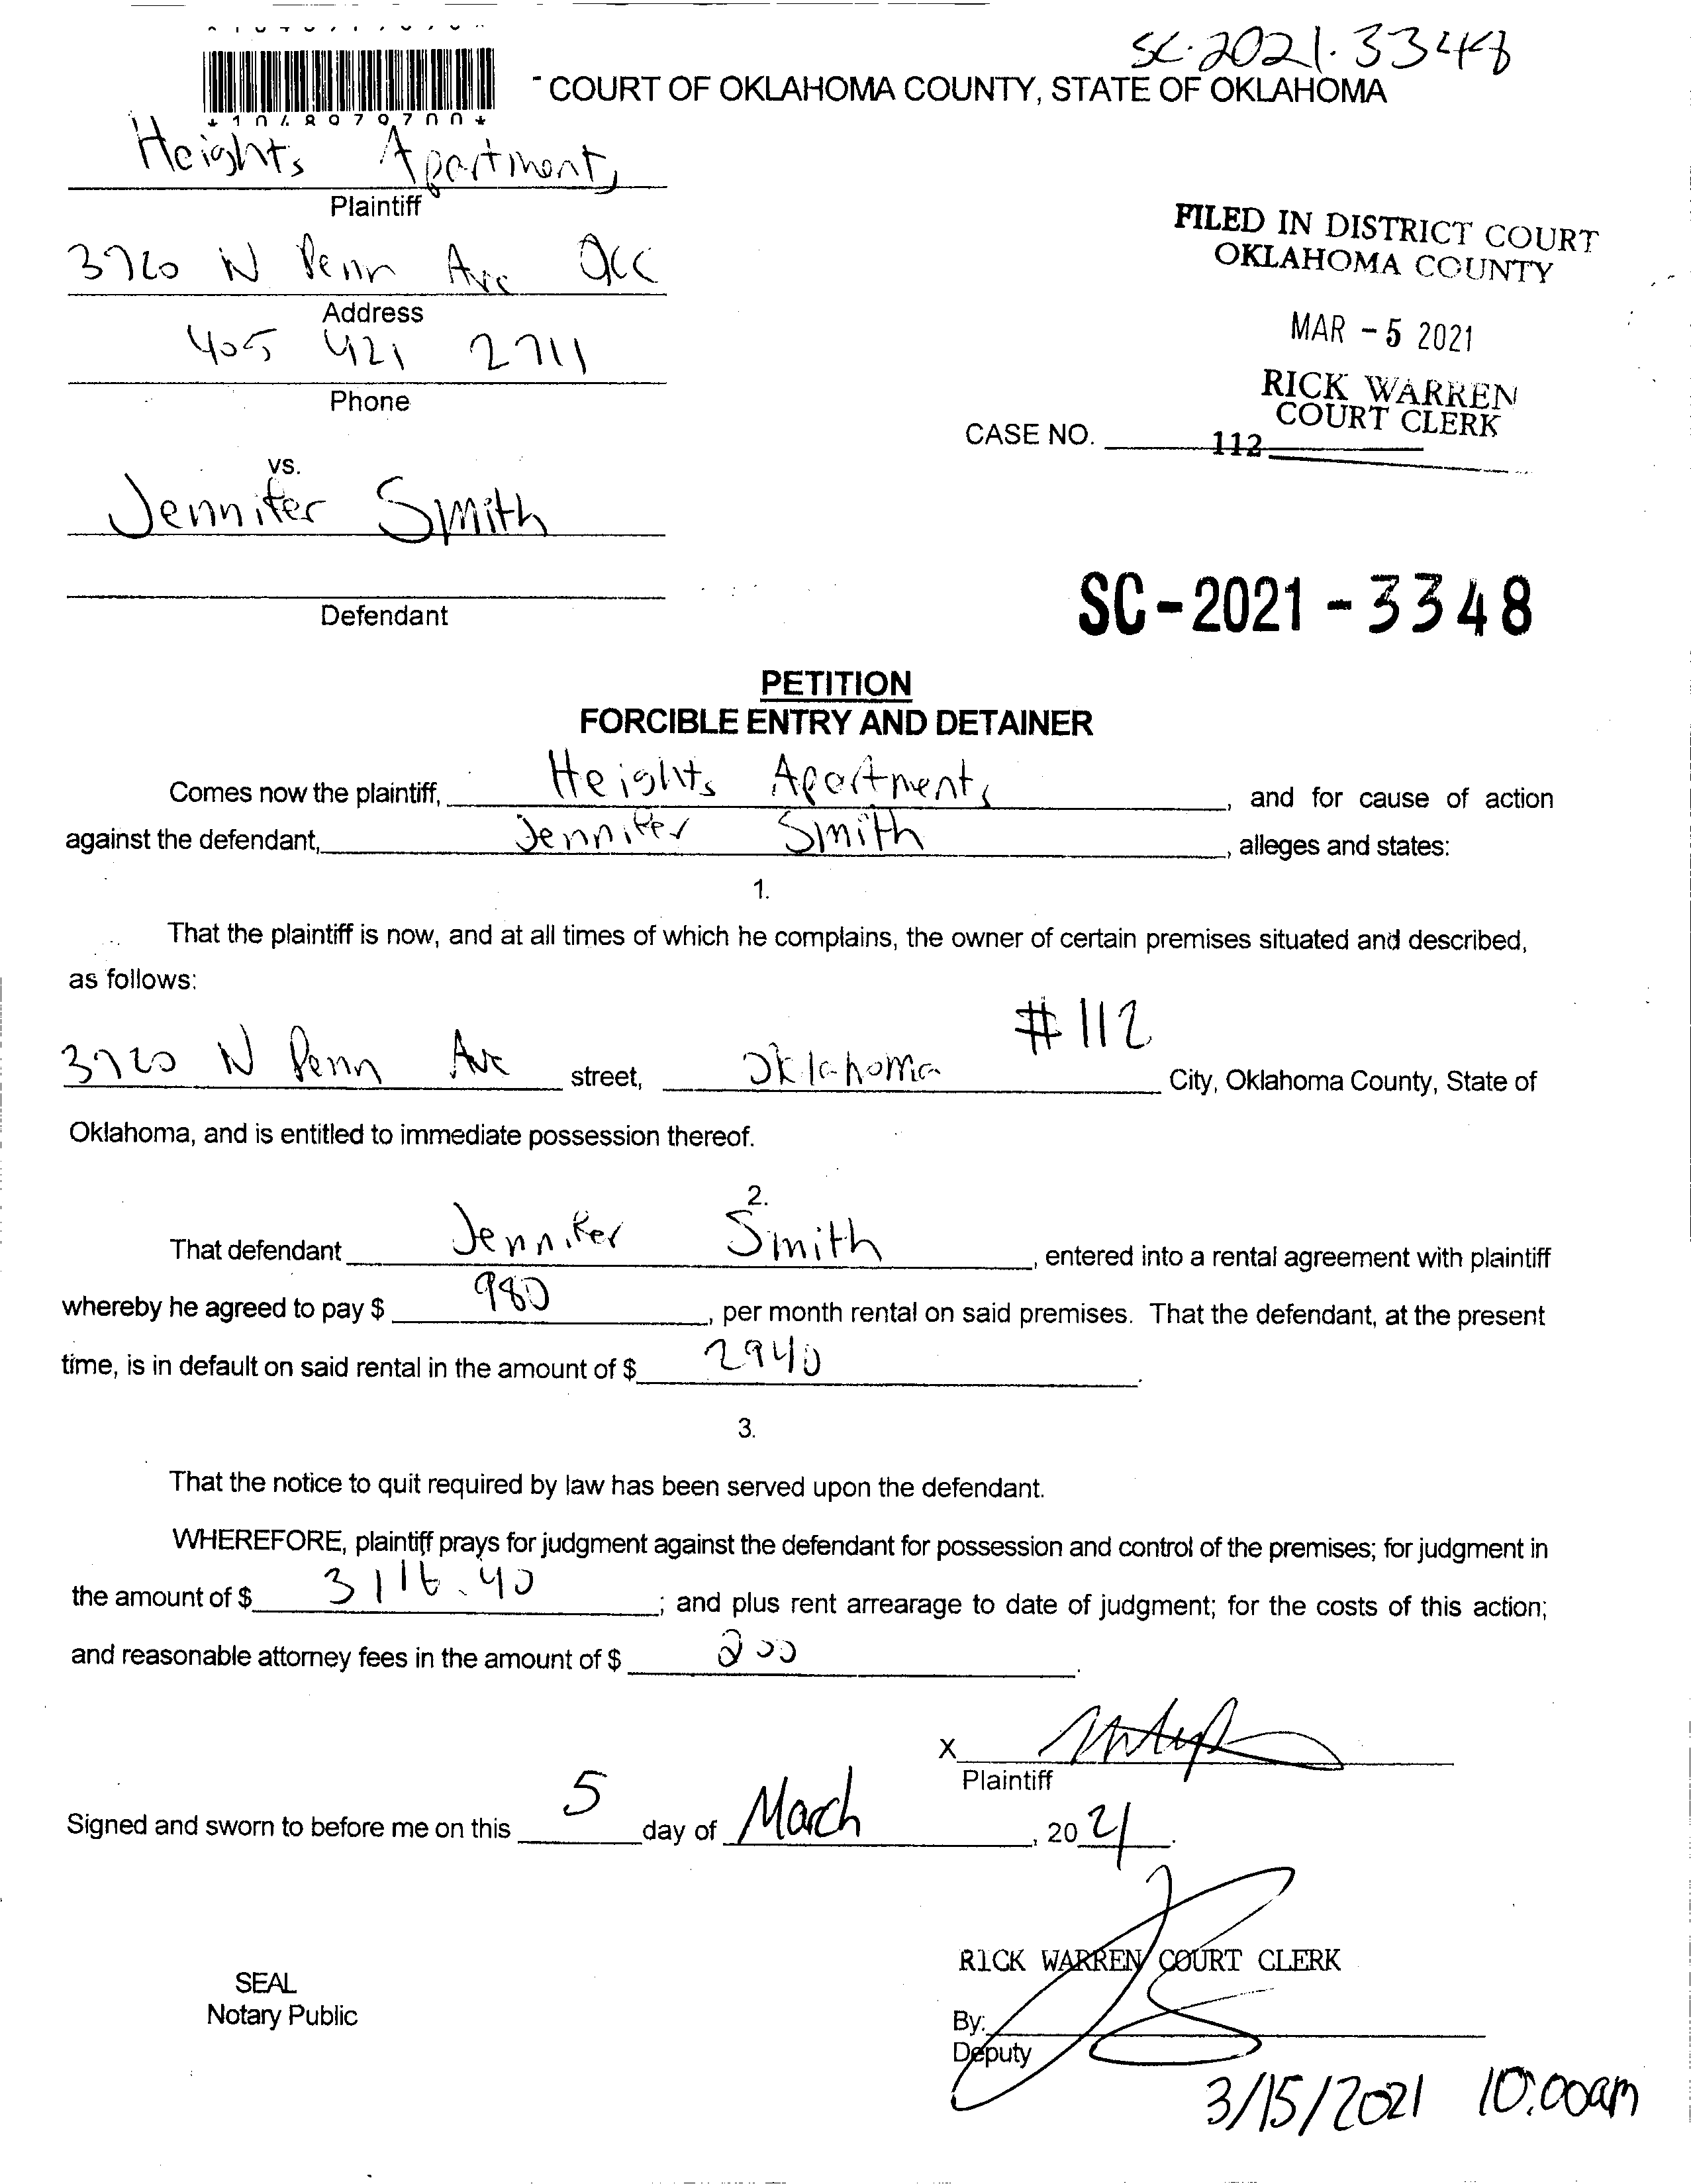 SC-2021-3348
COURT OF OKLAHOMA COUNTY, STATE OF OKLAHOMA
Heights Apartments
Plaintiff
3720 N Penn Ave OKC
Address
405 421 2711
Phone
FILED IN DISTRICT COURT
OKLAHOMA COUNTY
MAR - 5 2021
RICK WARREN
COURT CLERK
CASE NO.
112
vs.
Jennifer Smith
Defendant
SC-2021-3348
PETITION
FORCIBLE ENTRY AND DETAINER
Comes now the plaintiff, Heights Apartments, and for cause of action
against the defendant, Jennifer Smith, alleges and states:
1.
That the plaintiff is now, and at all times of which he complains, the owner of certain premises situated and described,
as follows:
#112
3720 N Penn Ave street, Oklahoma City, Oklahoma County, State of
Oklahoma, and is entitled to immediate possession thereof.
2.
That defendant Jennifer Smith, entered into a rental agreement with plaintiff
whereby he agreed to pay $ 980, per month rental on said premises. That the defendant, at the present
time, is in default on said rental in the amount of $ 2940.
3.
That the notice to quit required by law has been served upon the defendant.
WHEREFORE, plaintiff prays for judgment against the defendant for possession and control of the premises; for judgment in
the amount of $ 3116.40; and plus rent arrearage to date of judgment; for the costs of this action;
and reasonable attorney fees in the amount of $ 200.
X
Plaintiff
Signed and sworn to before me on this 5 day of March, 2021.
RICK WARREN COURT CLERK
SEAL
Notary Public
By:
Deputy
3/15/2021 10:00am